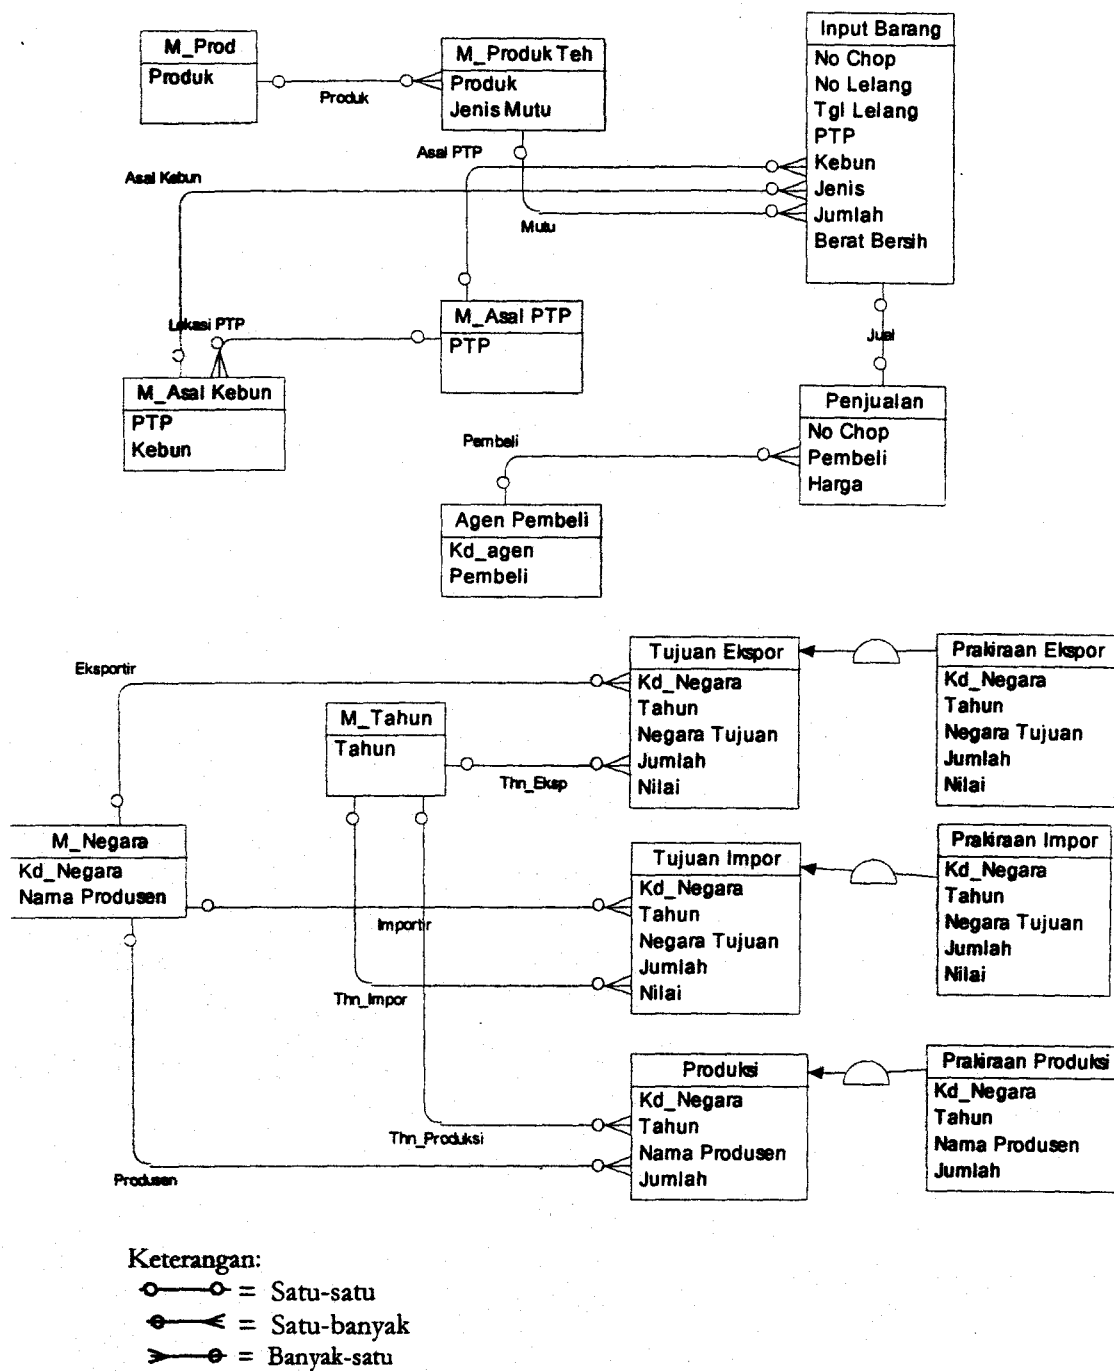 M_Prod
Produk
Produk
M_Produk Teh
Produk
Jenis Mutu
Input Barang
No Chop
No Lelang
Tgl Lelang
PTP
Kebun
Jenis
Jumlah
Berat Bersih
Asal PTP
Asal Kebun
Mutu
Lokasi PTP
M_Asal PTP
PTP
M_Asal Kebun
PTP
Kebun
Jual
Penjualan
No Chop
Pembeli
Harga
Pembeli
Agen Pembeli
Kd_agen
Pembeli
Eksportir
Tujuan Ekspor
Kd_Negara
Tahun
Negara Tujuan
Jumlah
Nilai
Prakiraan Ekspor
Kd_Negara
Tahun
Negara Tujuan
Jumlah
Nilai
M_Tahun
Tahun
Thn_Eksp
M_Negara
Kd_Negara
Nama Produsen
Importir
Thn_Impor
Tujuan Impor
Kd_Negara
Tahun
Negara Tujuan
Jumlah
Nilai
Prakiraan Impor
Kd_Negara
Tahun
Negara Tujuan
Jumlah
Nilai
Thn_Produksi
Produsen
Produksi
Kd_Negara
Tahun
Nama Produsen
Jumlah
Prakiraan Produksi
Kd_Negara
Tahun
Nama Produsen
Jumlah
Keterangan:
= Satu-satu
= Satu-banyak
= Banyak-satu